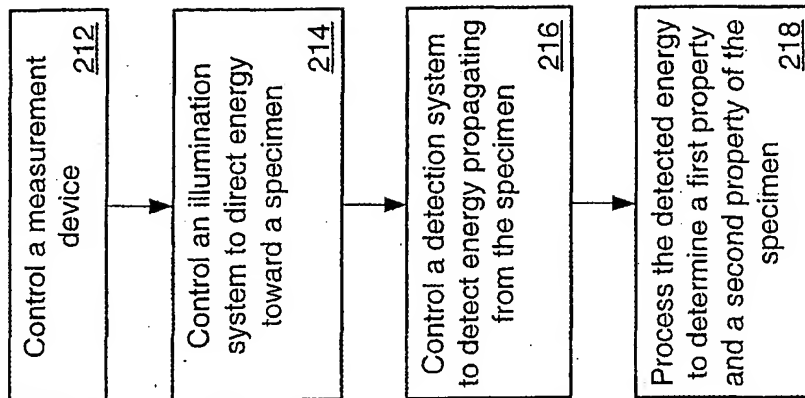 Control a measurement
device
212
Control an illumination
system to direct energy
toward a specimen
214
Control a detection system
to detect energy propagating
from the specimen
216
Process the detected energy
to determine a first property
and a second property of the
specimen
218